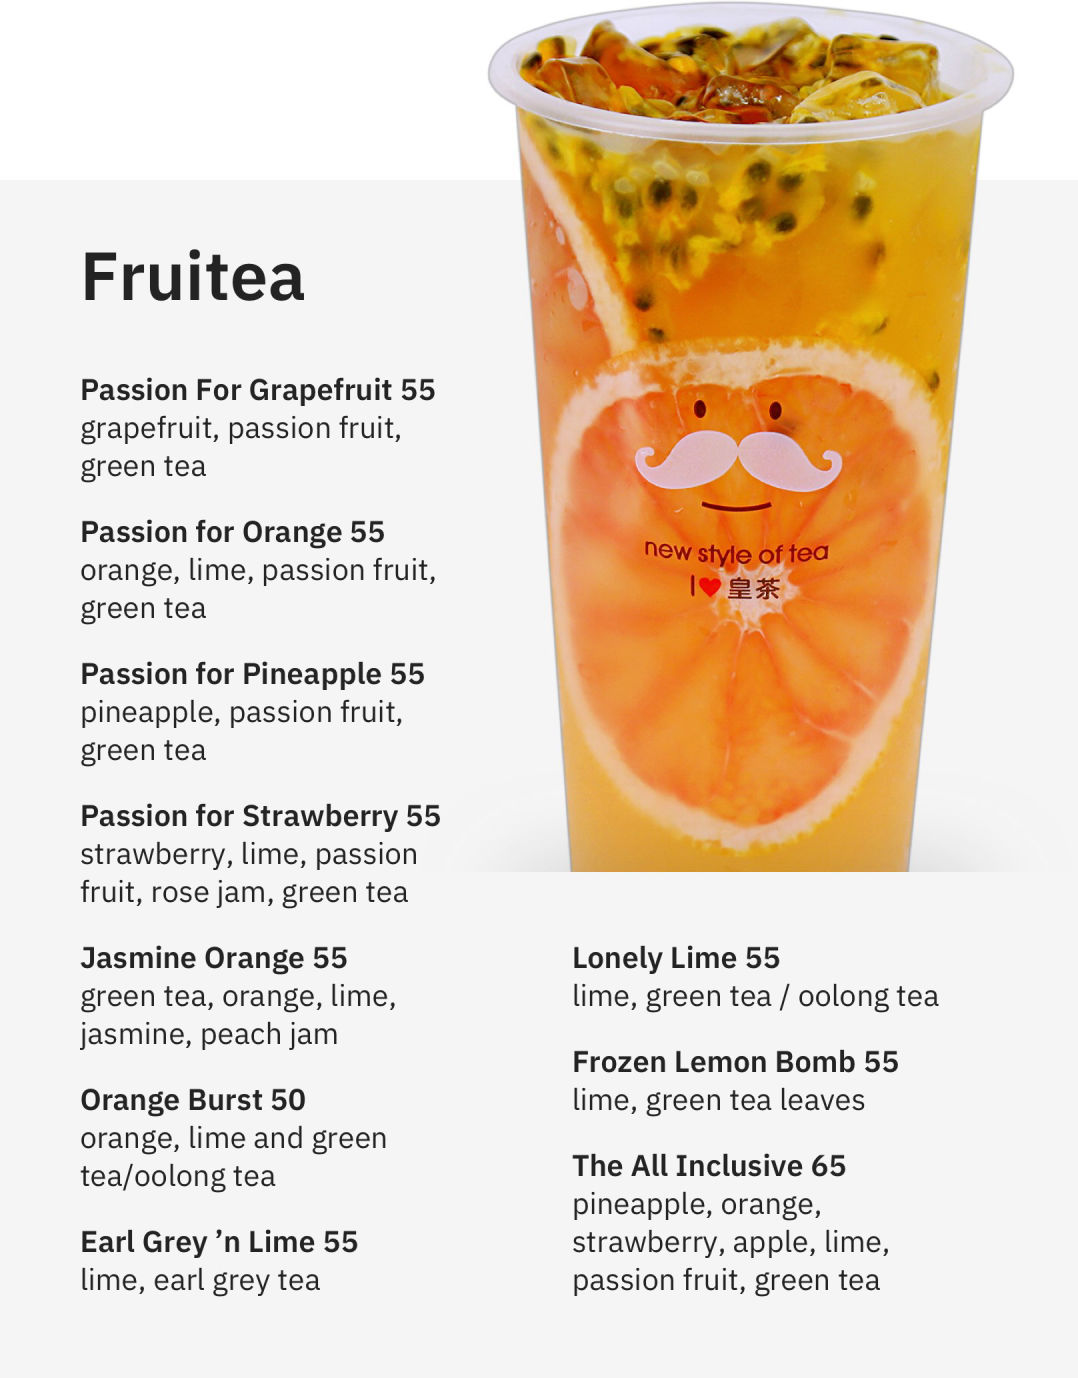 Fruitea
Passion For Grapefruit 55
grapefruit, passion fruit,
green tea
Passion for Orange 55
orange, lime, passion fruit,
green tea
Passion for Pineapple 55
pineapple, passion fruit,
green tea
Passion for Strawberry 55
strawberry, lime, passion
fruit, rose jam, green tea
Jasmine Orange 55
green tea, orange, lime,
jasmine, peach jam
Orange Burst 50
orange, lime and green
tea/oolong tea
Earl Grey ’n Lime 55
lime, earl grey tea
new style of tea
I♥皇茶
Lonely Lime 55
lime, green tea / oolong tea
Frozen Lemon Bomb 55
lime, green tea leaves
The All Inclusive 65
pineapple, orange,
strawberry, apple, lime,
passion fruit, green tea